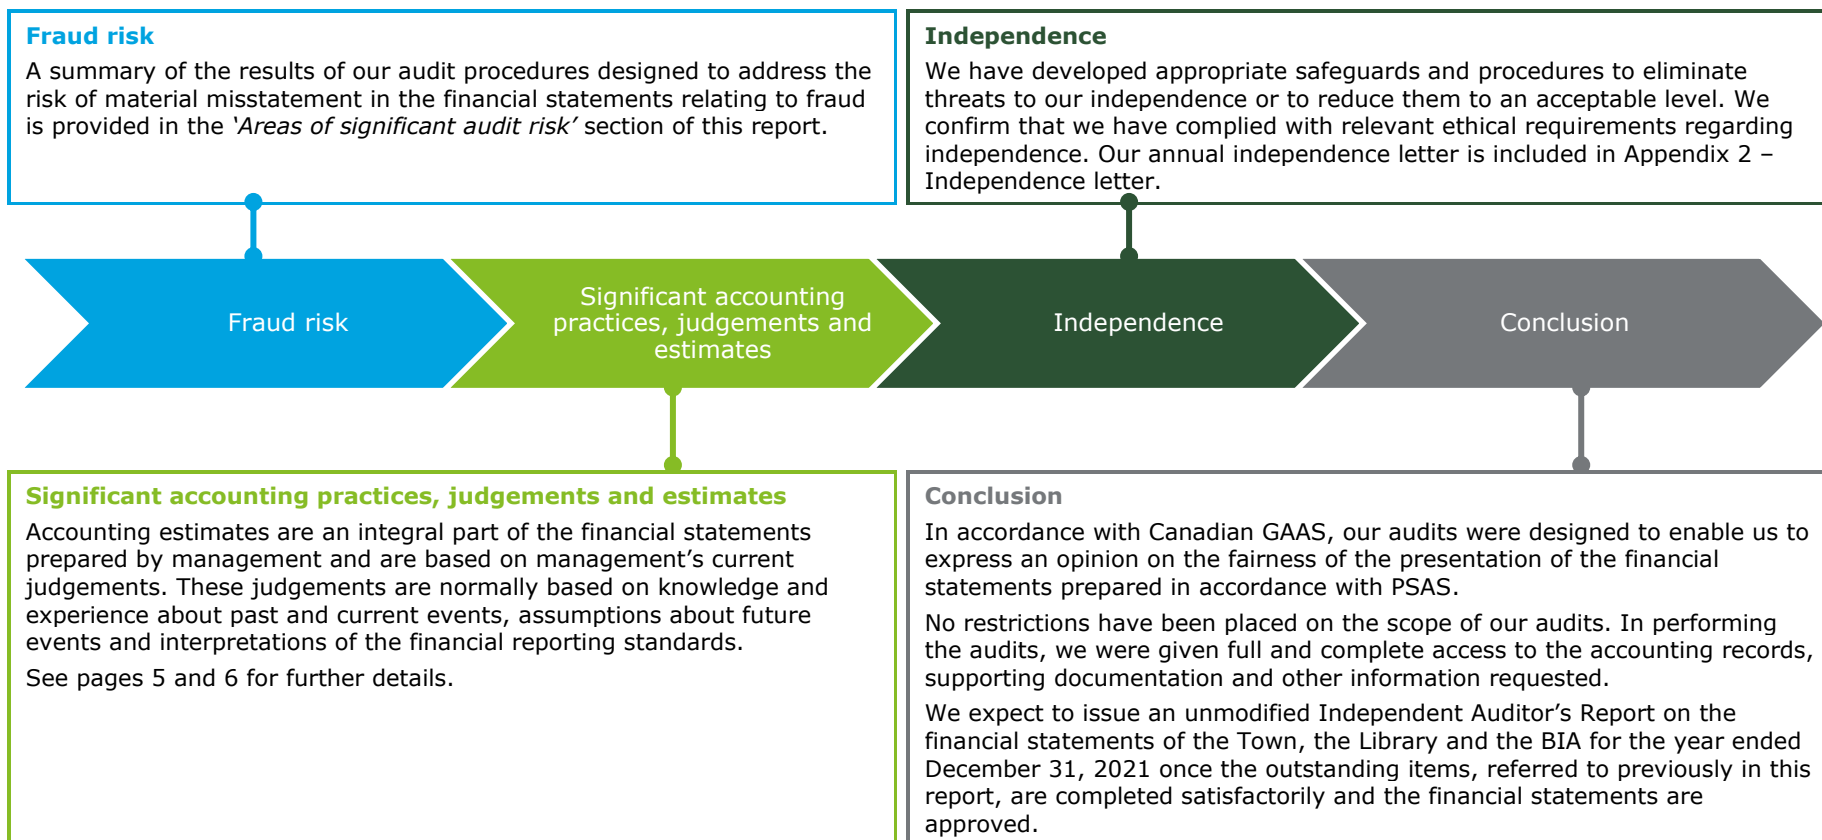 Fraud risk
A summary of the results of our audit procedures designed to address the
risk of material misstatement in the financial statements relating to fraud
is provided in the ‘Areas of significant audit risk’ section of this report.
Independence
We have developed appropriate safeguards and procedures to eliminate
threats to our independence or to reduce them to an acceptable level. We
confirm that we have complied with relevant ethical requirements regarding
independence. Our annual independence letter is included in Appendix 2 –
Independence letter.
Fraud risk
Significant accounting
practices, judgements and
estimates
Independence
Conclusion
Significant accounting practices, judgements and estimates
Accounting estimates are an integral part of the financial statements
prepared by management and are based on management’s current
judgements. These judgements are normally based on knowledge and
experience about past and current events, assumptions about future
events and interpretations of the financial reporting standards.
See pages 5 and 6 for further details.
Conclusion
In accordance with Canadian GAAS, our audits were designed to enable us to
express an opinion on the fairness of the presentation of the financial
statements prepared in accordance with PSAS.
No restrictions have been placed on the scope of our audits. In performing
the audits, we were given full and complete access to the accounting records,
supporting documentation and other information requested.
We expect to issue an unmodified Independent Auditor’s Report on the
financial statements of the Town, the Library and the BIA for the year ended
December 31, 2021 once the outstanding items, referred to previously in this
report, are completed satisfactorily and the financial statements are
approved.